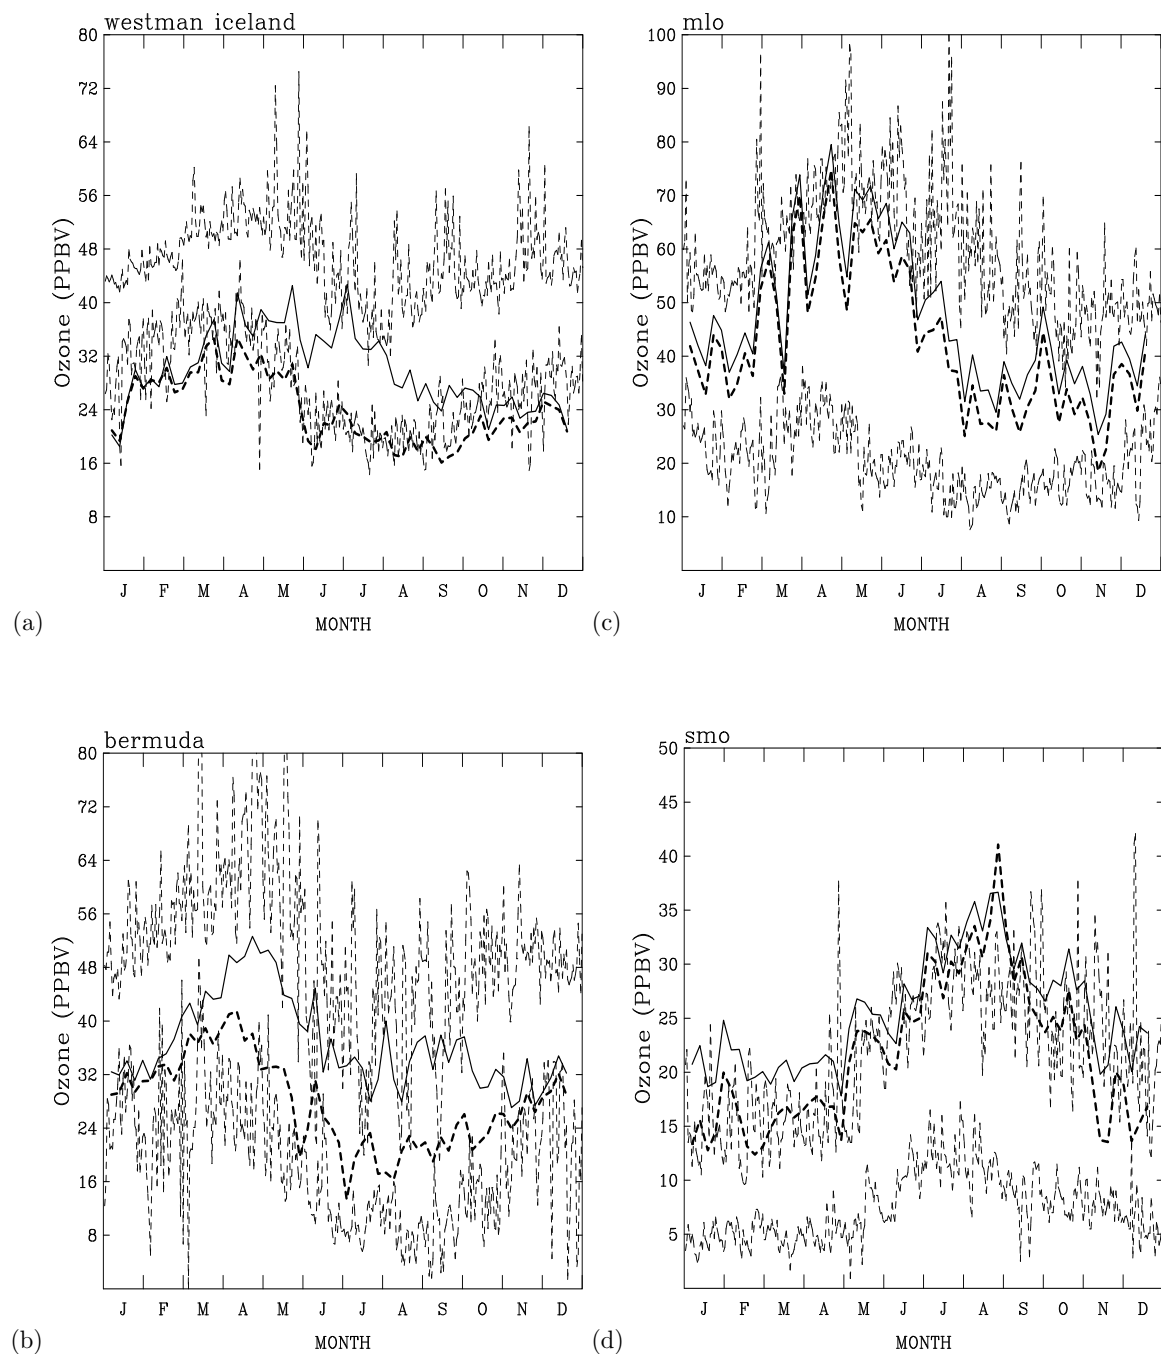 westman iceland
80
72
64
56
48
40
32
24
16
8
Ozone (PPBV)
J F M A M J J A S O N D
MONTH
(a)
mlo
100
90
80
70
60
50
40
30
20
10
Ozone (PPBV)
J F M A M J J A S O N D
MONTH
(c)
bermuda
80
72
64
56
48
40
32
24
16
8
Ozone (PPBV)
J F M A M J J A S O N D
MONTH
(b)
smo
50
45
40
35
30
25
20
15
10
5
Ozone (PPBV)
J F M A M J J A S O N D
MONTH
(d)